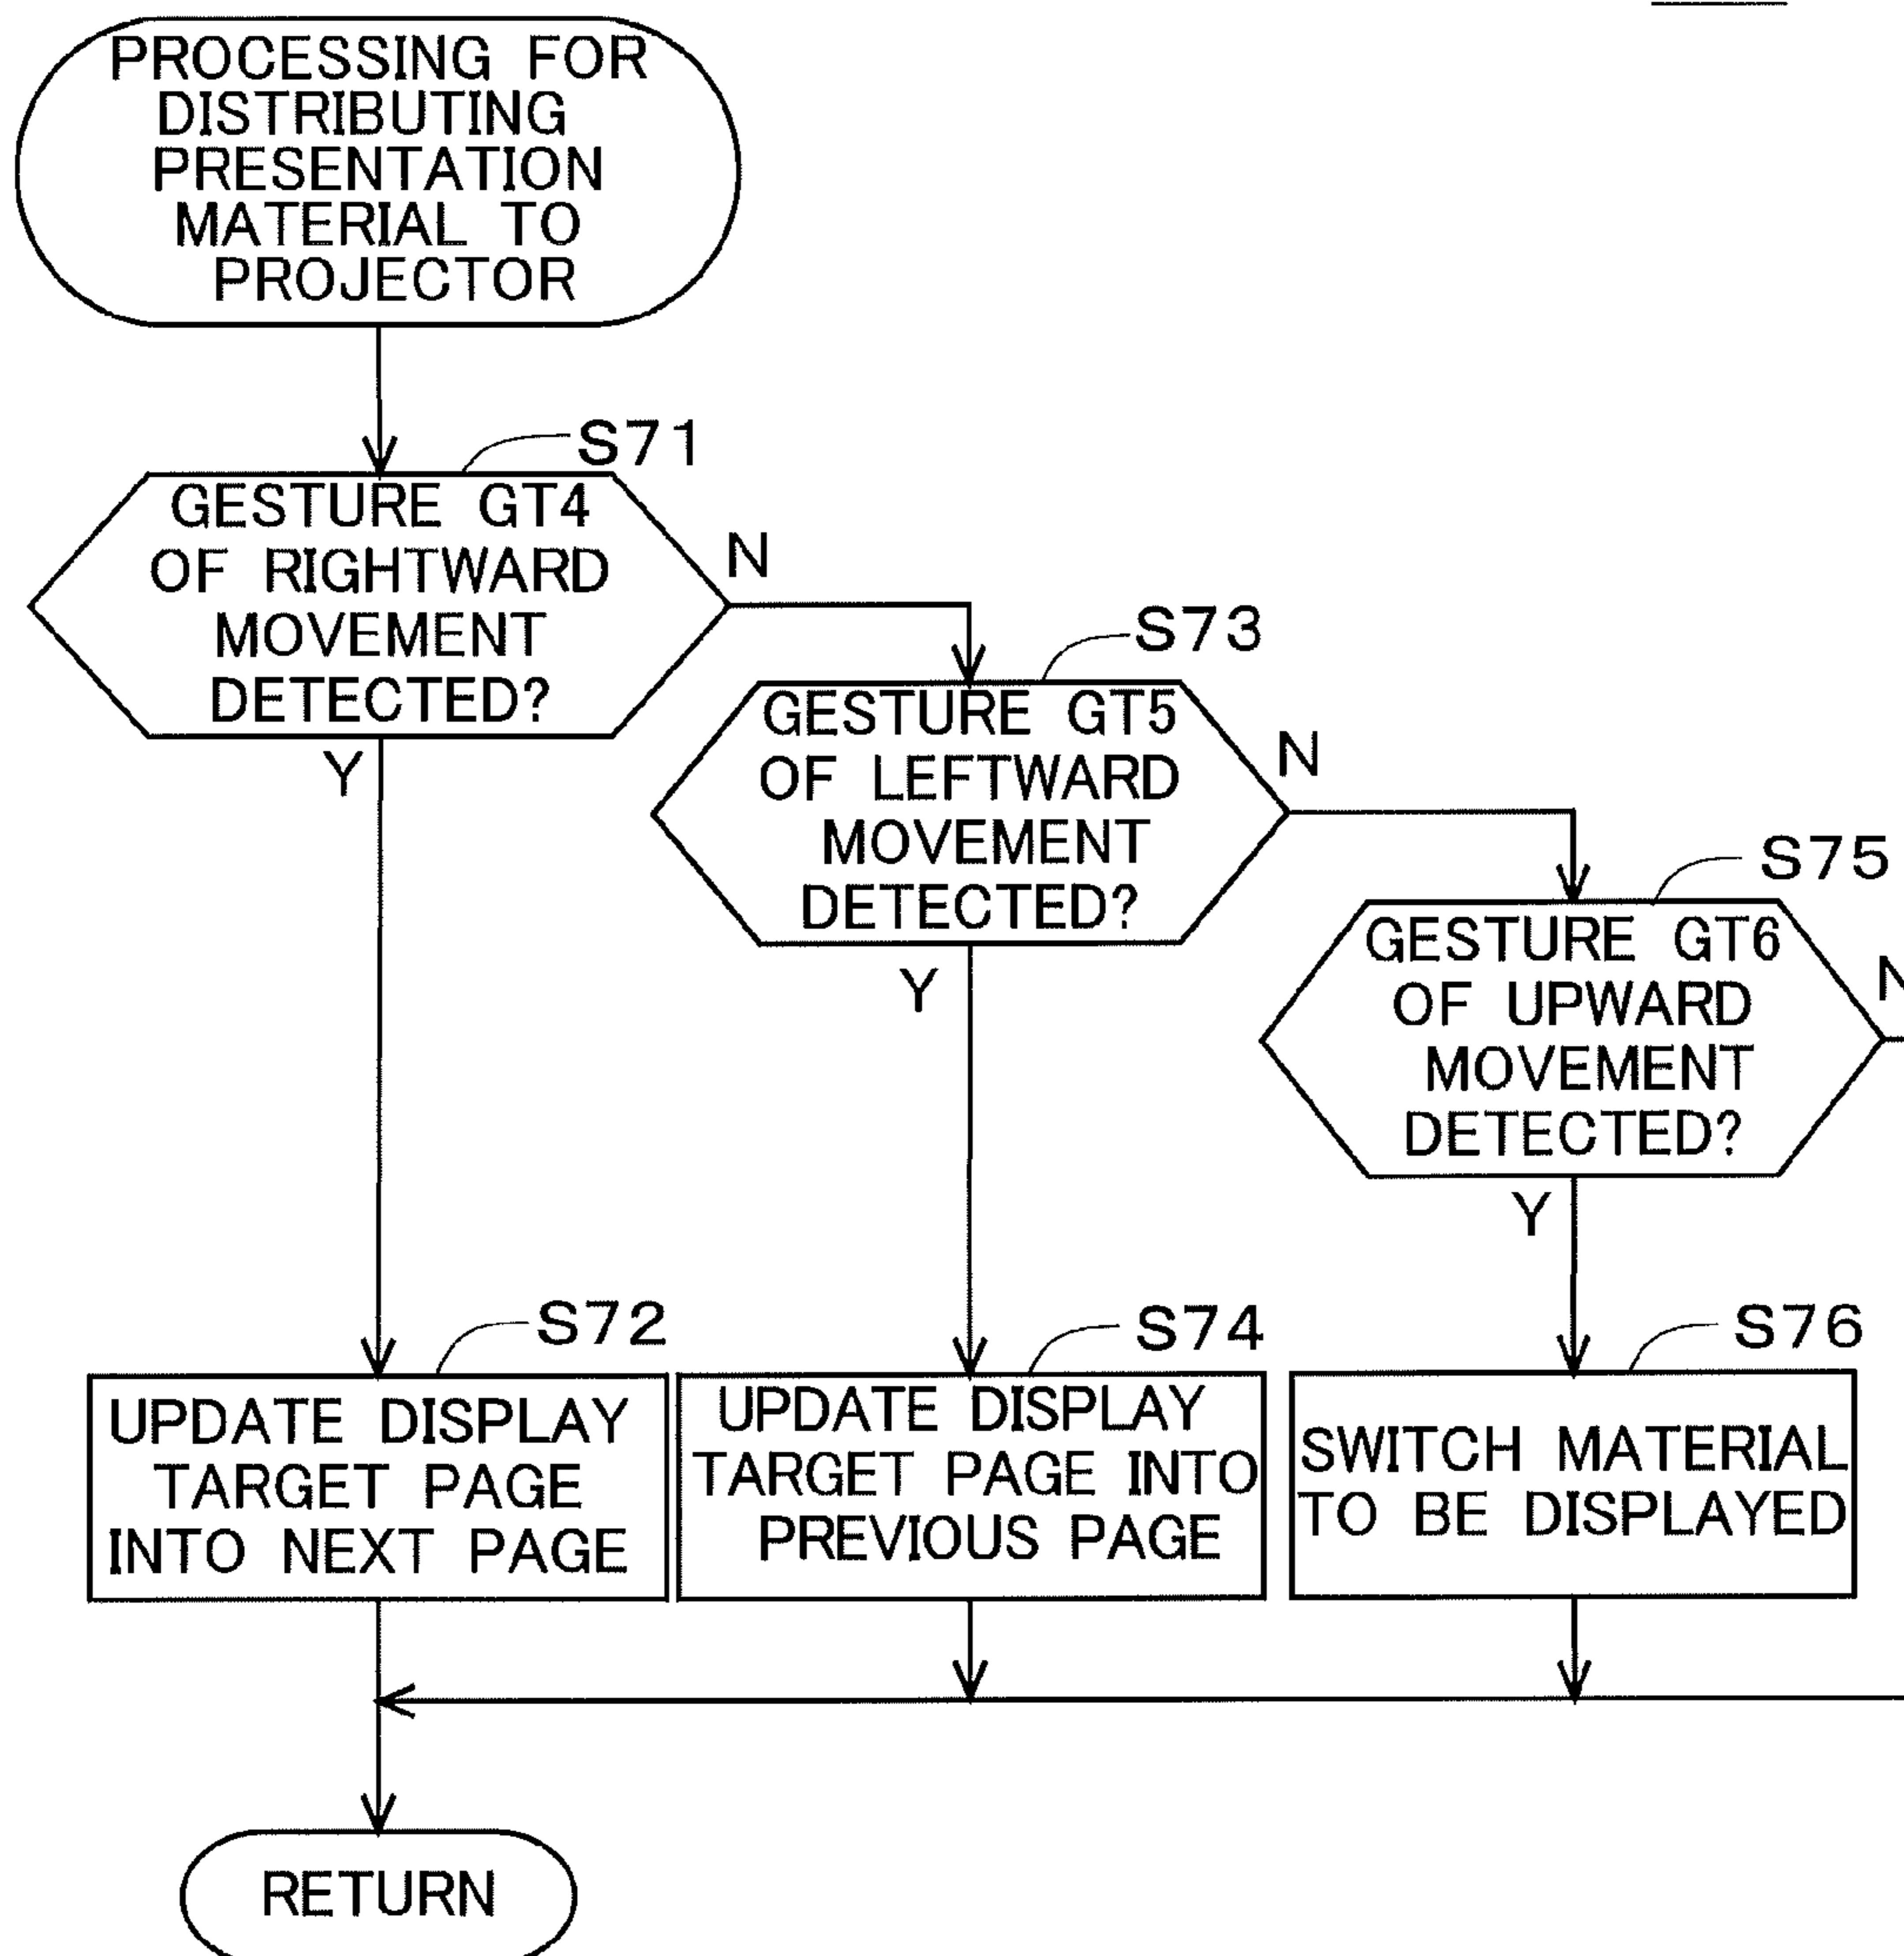 PROCESSING FOR
DISTRIBUTING
PRESENTATION
MATERIAL TO
PROJECTOR
S71
GESTURE GT4
OF RIGHTWARD
MOVEMENT
DETECTED?
N
Y
S73
GESTURE GT5
OF LEFTWARD
MOVEMENT
DETECTED?
N
Y
S75
GESTURE GT6
OF UPWARD
MOVEMENT
DETECTED?
N
Y
S72
UPDATE DISPLAY
TARGET PAGE
INTO NEXT PAGE
S74
UPDATE DISPLAY
TARGET PAGE INTO
PREVIOUS PAGE
S76
SWITCH MATERIAL
TO BE DISPLAYED
RETURN